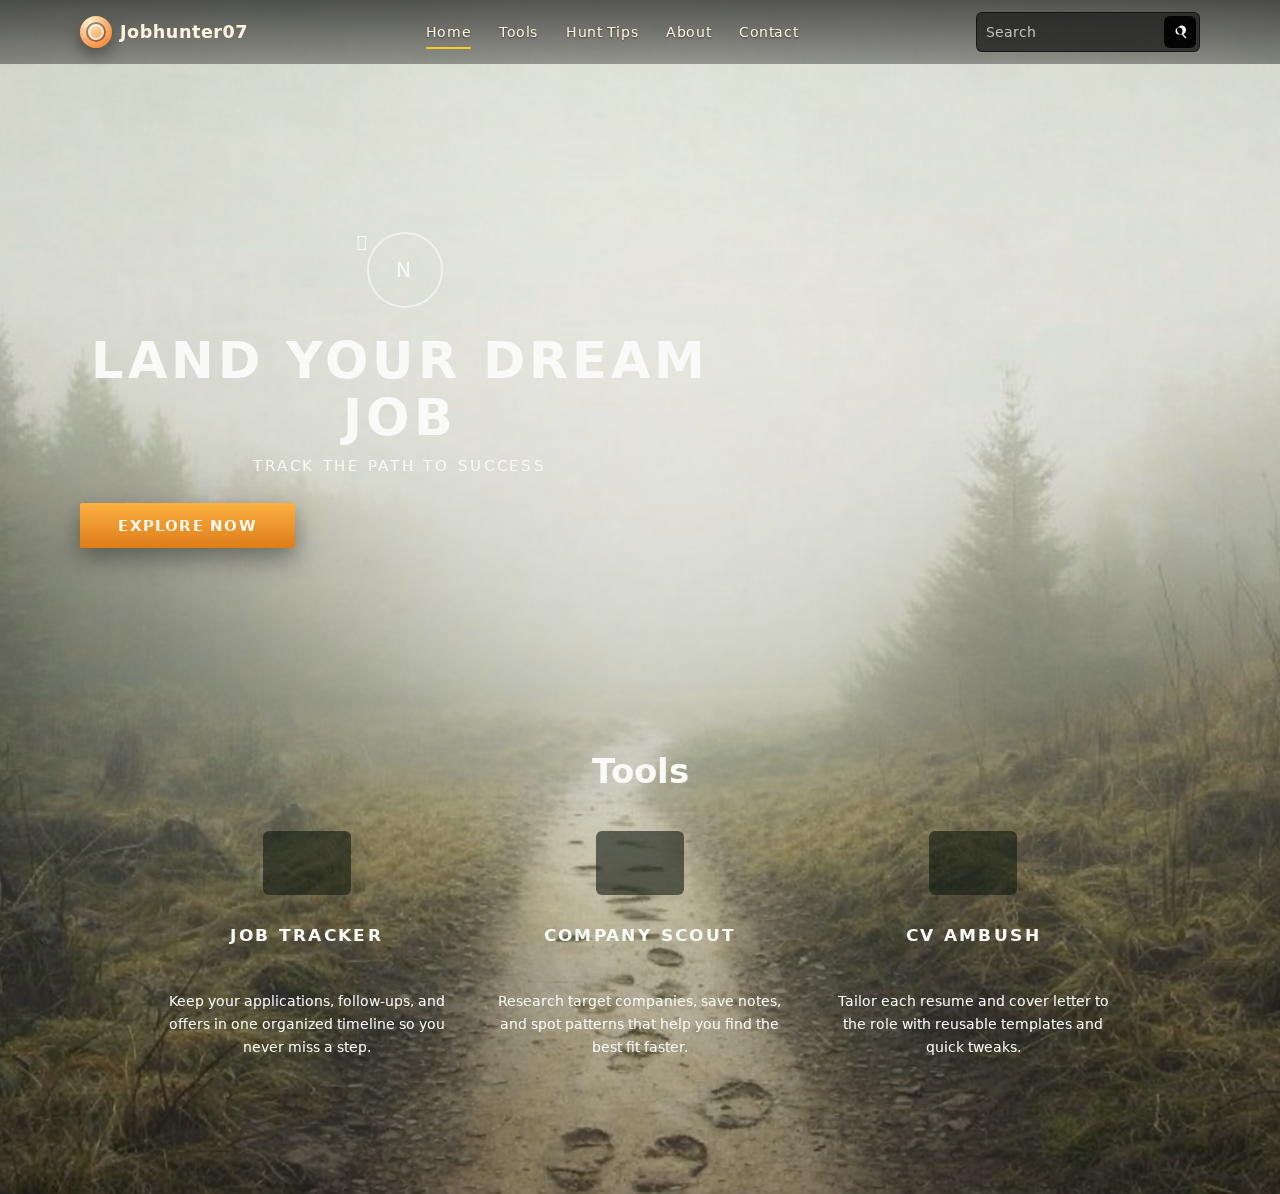 Jobhunter07
Home
Tools
Hunt Tips
About
Contact
Search
N
LAND YOUR DREAM
JOB
TRACK THE PATH TO SUCCESS
EXPLORE NOW
Tools
JOB TRACKER
Keep your applications, follow-ups, and
offers in one organized timeline so you
never miss a step.
COMPANY SCOUT
Research target companies, save notes,
and spot patterns that help you find the
best fit faster.
CV AMBUSH
Tailor each resume and cover letter to
the role with reusable templates and
quick tweaks.